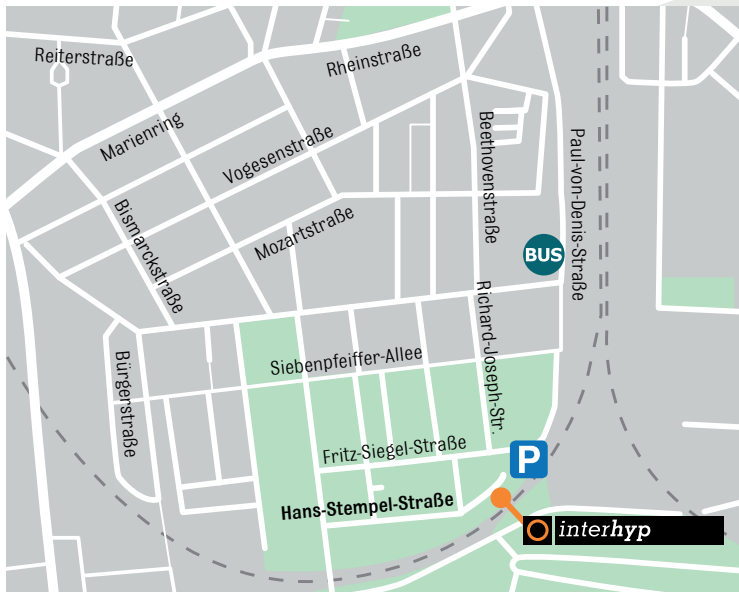 Reiterstraße
Rheinstraße
Marienring
Vogesenstraße
Beethovenstraße
Paul-von-Denis-Straße
Bismarckstraße
Mozartstraße
BUS
Richard-Joseph-Str.
Bürgerstraße
Siebenpfeiffer-Allee
Fritz-Siegel-Straße
P
Hans-Stempel-Straße
interhyp